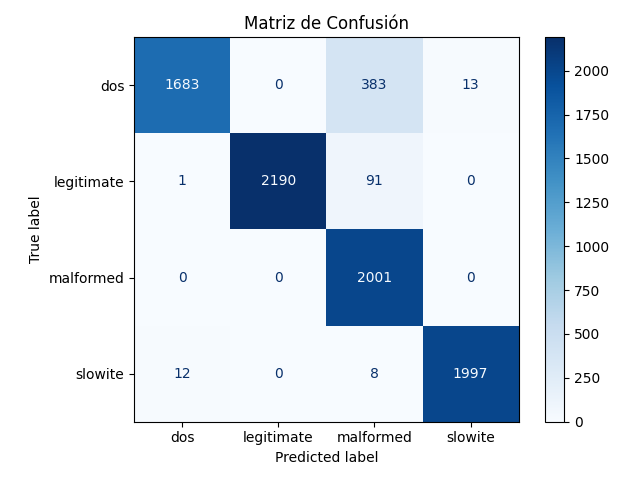 Matriz de Confusión
dos 1683 0 383 13
legitimate 1 2190 91 0
malformed 0 0 2001 0
slowite 12 0 8 1997
dos legitimate malformed slowite
Predicted label
True label
2000
1750
1500
1250
1000
750
500
250
0